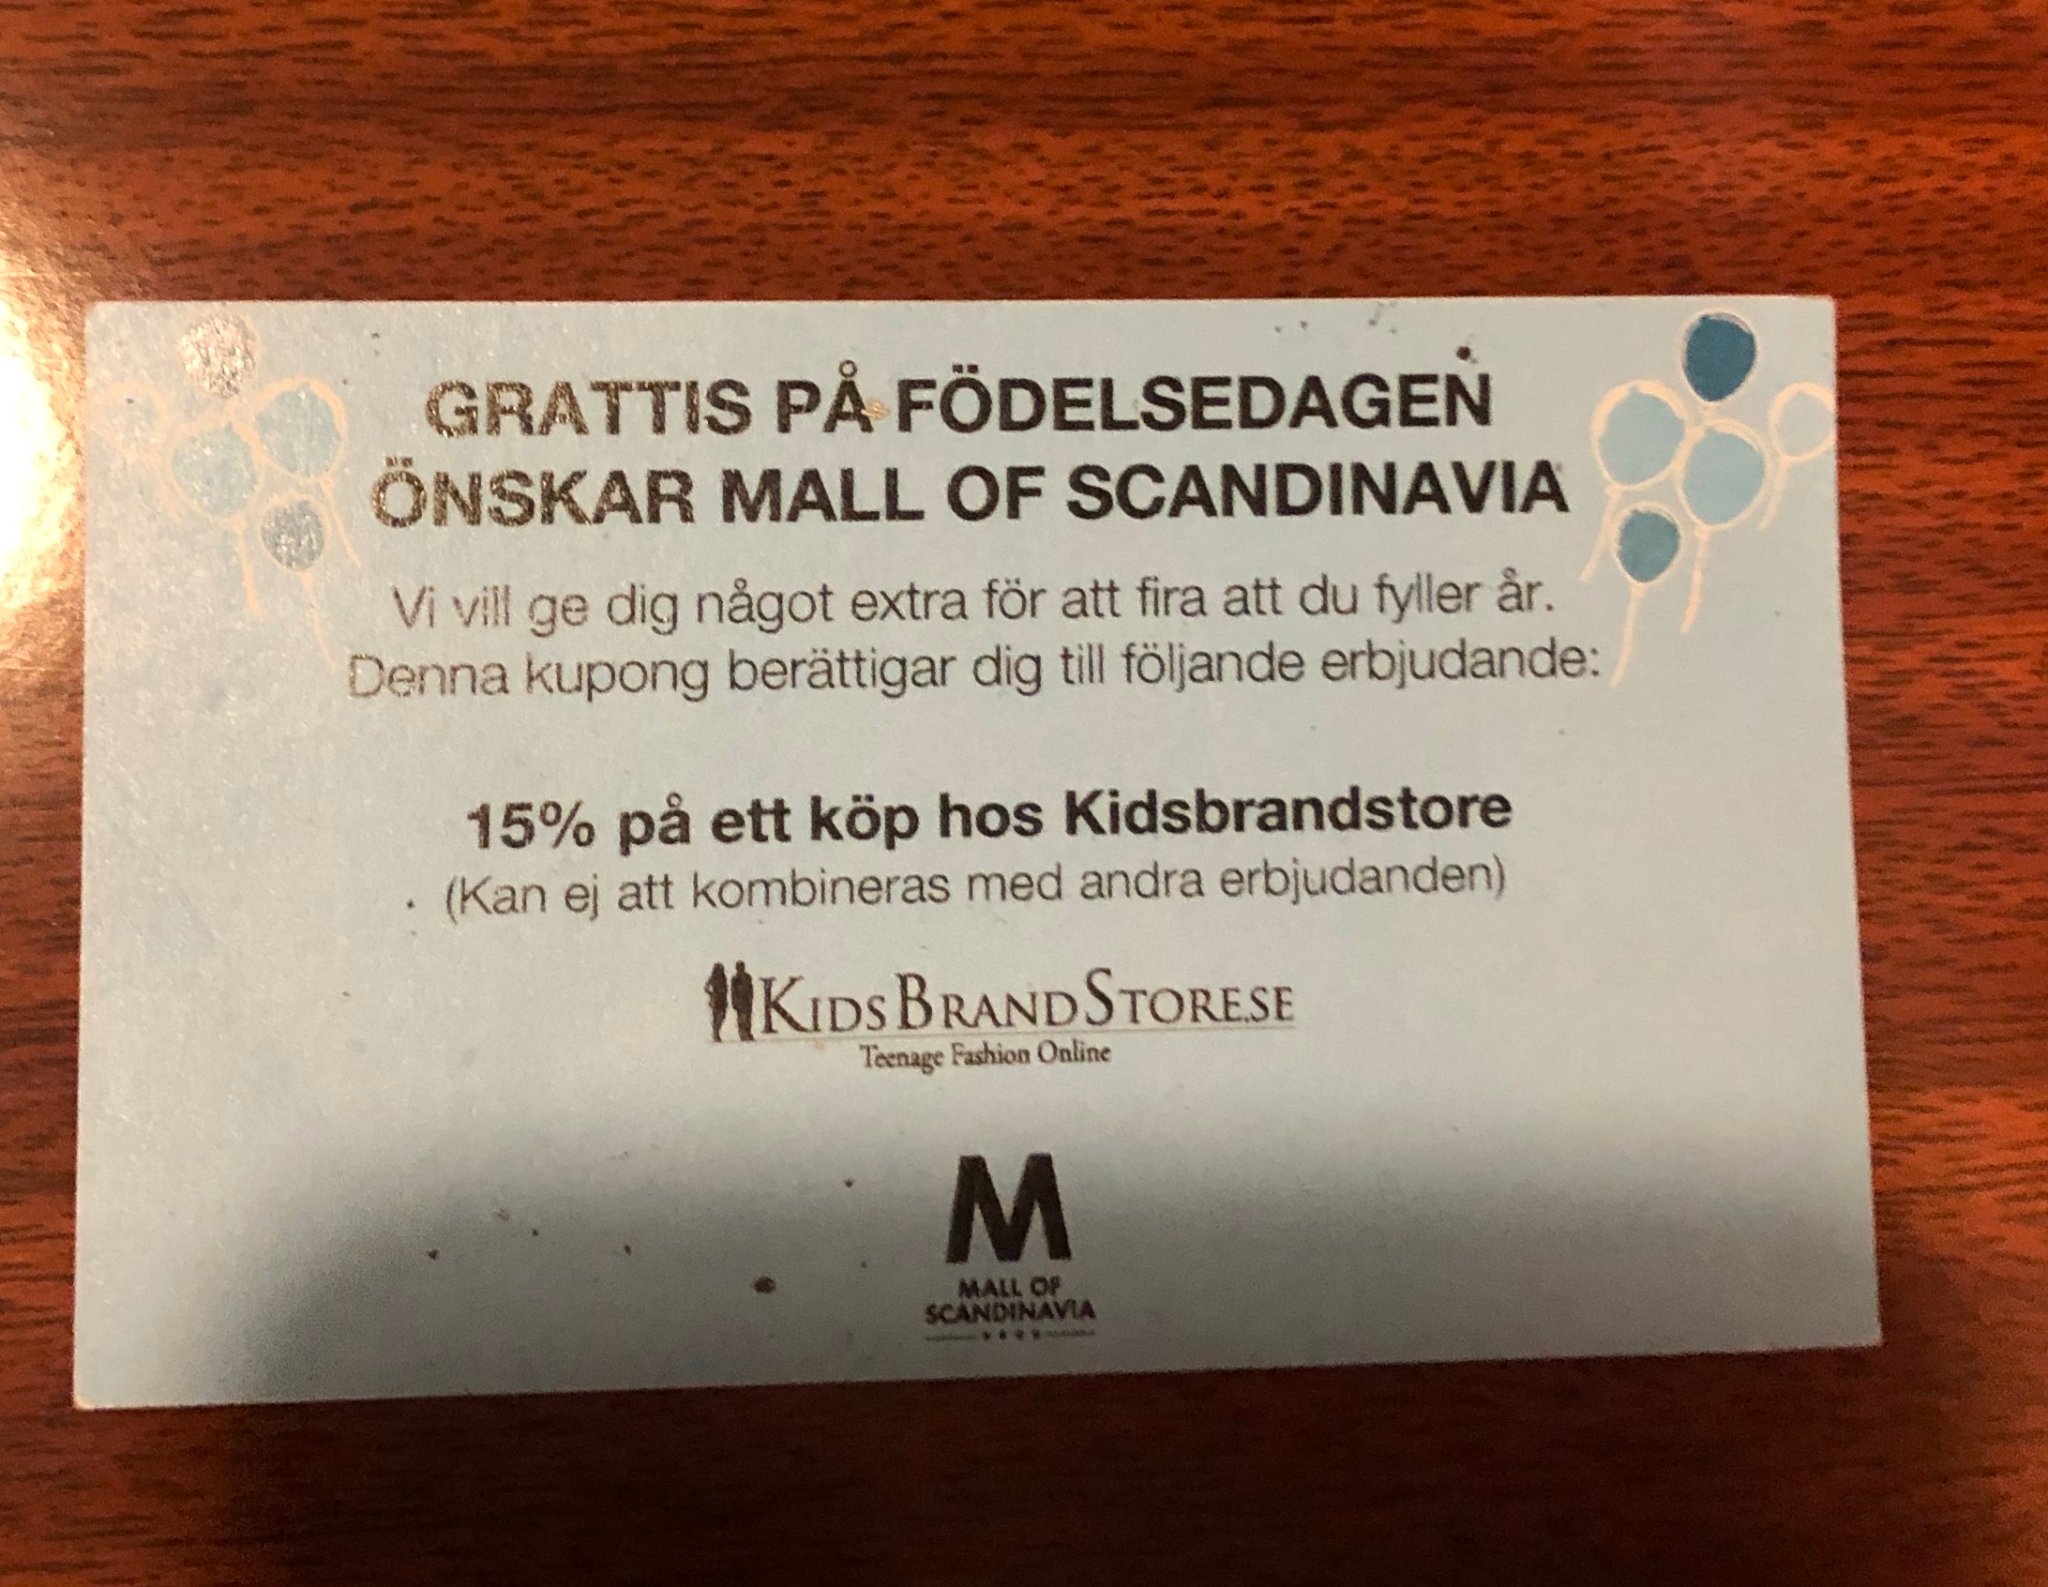 GRATTIS PÅ FÖDELSEDAGEN
ÖNSKAR MALL OF SCANDINAVIA
Vi vill ge dig något extra för att fira att du fyller år.
Denna kupong berättigar dig till följande erbjudande:
15% på ett köp hos Kidsbrandstore
(Kan ej att kombineras med andra erbjudanden)
KIDSBRANDSTORE.SE
Teenage Fashion Online
M
MALL OF
SCANDINAVIA